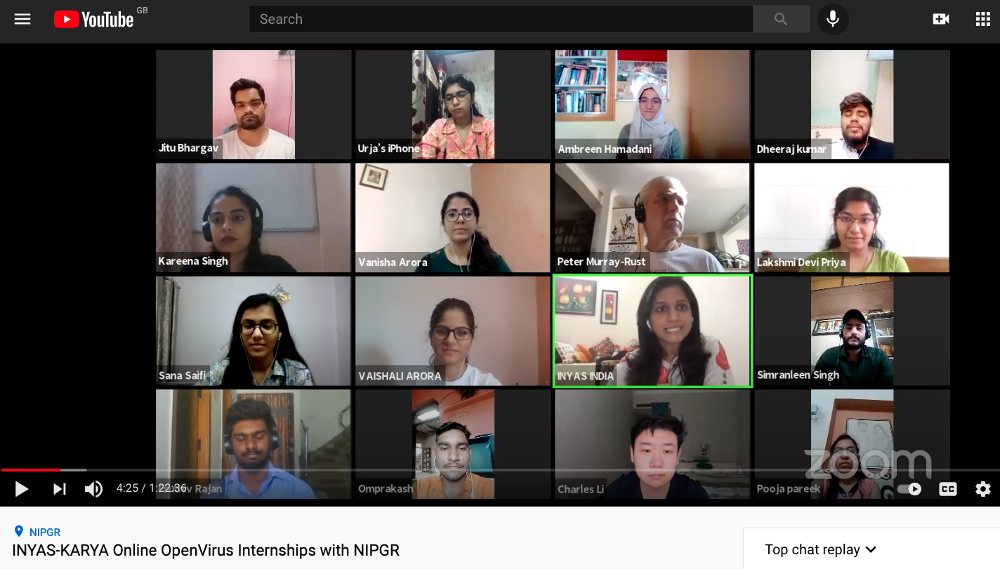 YouTube GB
Search
Jitu Bhargav
Urja's iPhone
Ambreen Hamadani
Dheeraj kumar
Kareena Singh
Vanisha Arora
Peter Murray-Rust
Lakshmi Devi Priya
Sana Saifi
VAISHALI ARORA
INYAS INDIA
Simranleen Singh
Rajan
Omprakash
Charles Li
Pooja pareek
zoom
4:25 / 1:22:36
CC
NIPGR
INYAS-KARYA Online OpenVirus Internships with NIPGR
Top chat replay